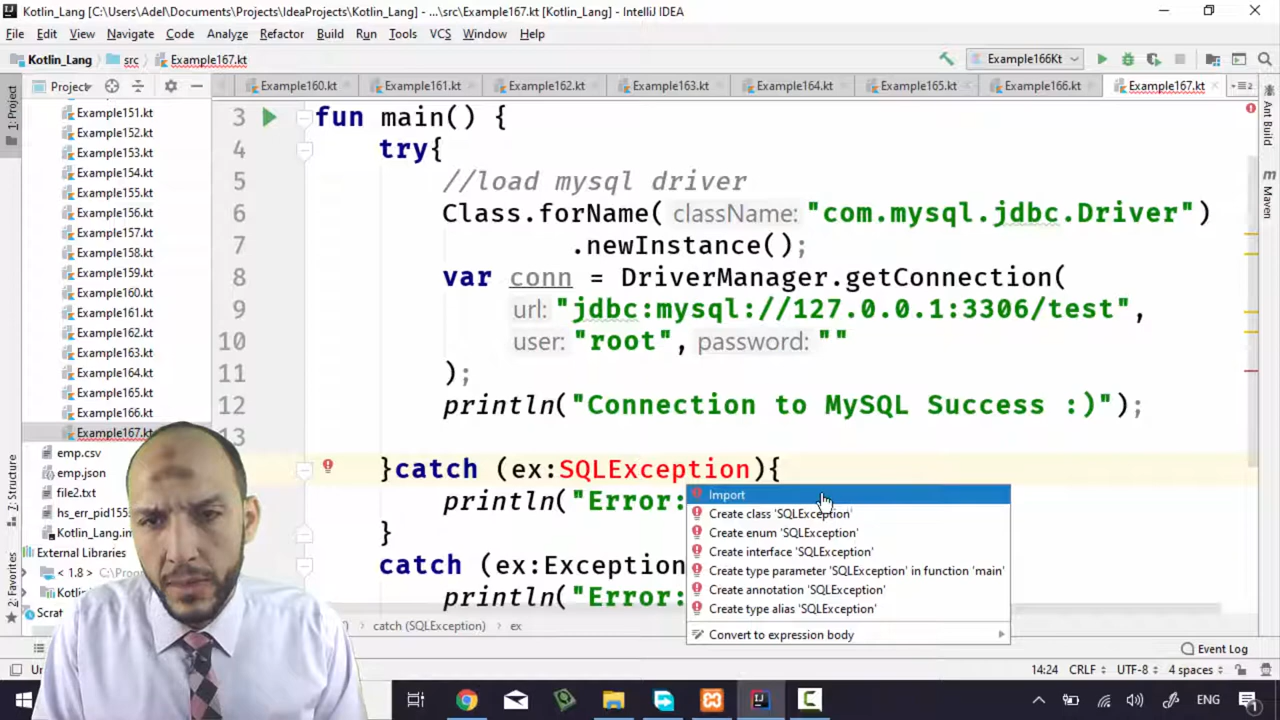 Kotlin_Lang [C:\Users\Adel\Documents\Projects\IdeaProjects\Kotlin_Lang] - ...\src\Example167.kt [Kotlin_Lang] - IntelliJ IDEA
File Edit View Navigate Code Analyze Refactor Build Run Tools VCS Window Help
Kotlin_Lang src Example167.kt Example166Kt
Project Example160.kt Example161.kt Example162.kt Example163.kt Example164.kt Example165.kt Example166.kt Example167.kt
1: Project
Example151.kt
Example152.kt
Example153.kt
Example154.kt
Example155.kt
Example156.kt
Example157.kt
Example158.kt
Example159.kt
Example160.kt
Example161.kt
Example162.kt
Example163.kt
Example164.kt
Example165.kt
Example166.kt
Example167.kt
emp.csv
emp.json
file2.txt
hs_err_pid155
Kotlin_Lang.im
External Libraries
< 1.8 > C:\Prog
Kotl
Scrat
Z: Structure
2: Favorites
3 fun main() {
4 try{
5 //load mysql driver
6 Class.forName( className: "com.mysql.jdbc.Driver")
7 .newInstance();
8 var conn = DriverManager.getConnection(
9 url: "jdbc:mysql://127.0.0.1:3306/test",
10 user: "root", password: ""
11 );
12 println("Connection to MySQL Success :)");
13
}catch (ex:SQLException){
println("Error:
}
catch (ex:Exception
println("Error:
Import
Create class 'SQLException'
Create enum 'SQLException'
Create interface 'SQLException'
Create type parameter 'SQLException' in function 'main'
Create annotation 'SQLException'
Create type alias 'SQLException'
Convert to expression body
Ant Build
Maven
catch (SQLException) ex
Event Log
14:24 CRLF UTF-8 4 spaces
ENG
1